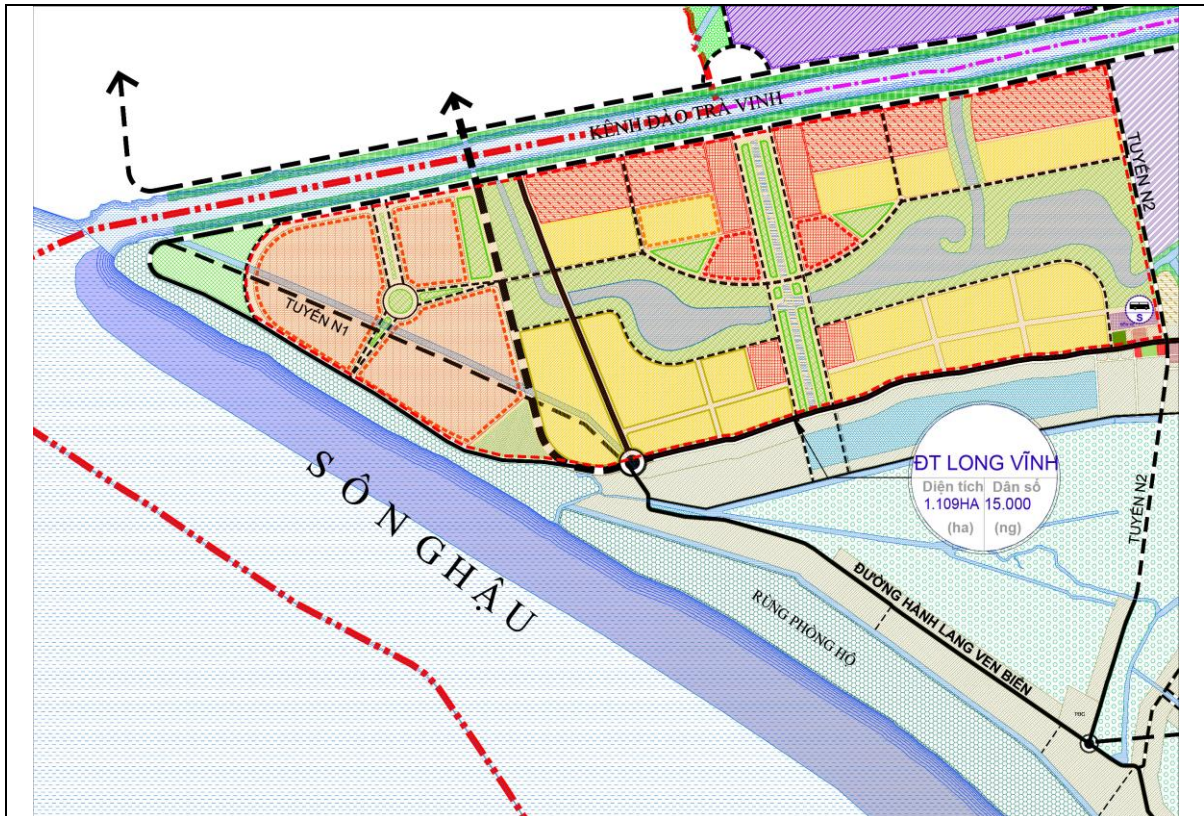 KÊNH ĐÀO TRÀ VINH
TUYẾN N2
TUYẾN N1
S
ĐT LONG VĨNH
Diện tích Dân số
1.109HA 15.000
(ha) (ng)
TUYẾN N2
SÔNG HẬU
ĐƯỜNG HÀNH LANG VEN BIỂN
RỪNG PHÒNG HỘ